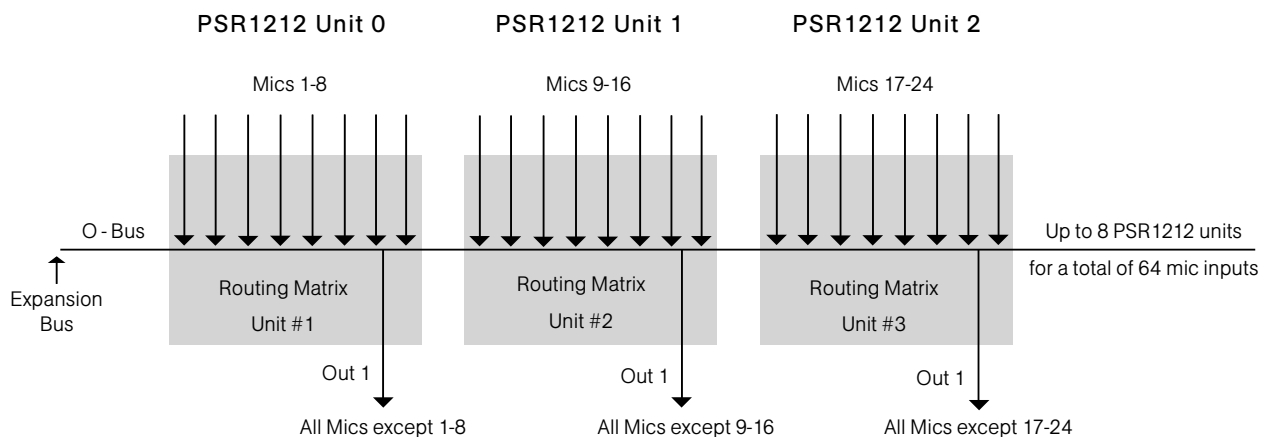 PSR1212 Unit 0
PSR1212 Unit 1
PSR1212 Unit 2
Mics 1-8
Mics 9-16
Mics 17-24
O - Bus
Up to 8 PSR1212 units
for a total of 64 mic inputs
Expansion
Bus
Routing Matrix
Unit #1
Routing Matrix
Unit #2
Routing Matrix
Unit #3
Out 1
Out 1
Out 1
All Mics except 1-8
All Mics except 9-16
All Mics except 17-24